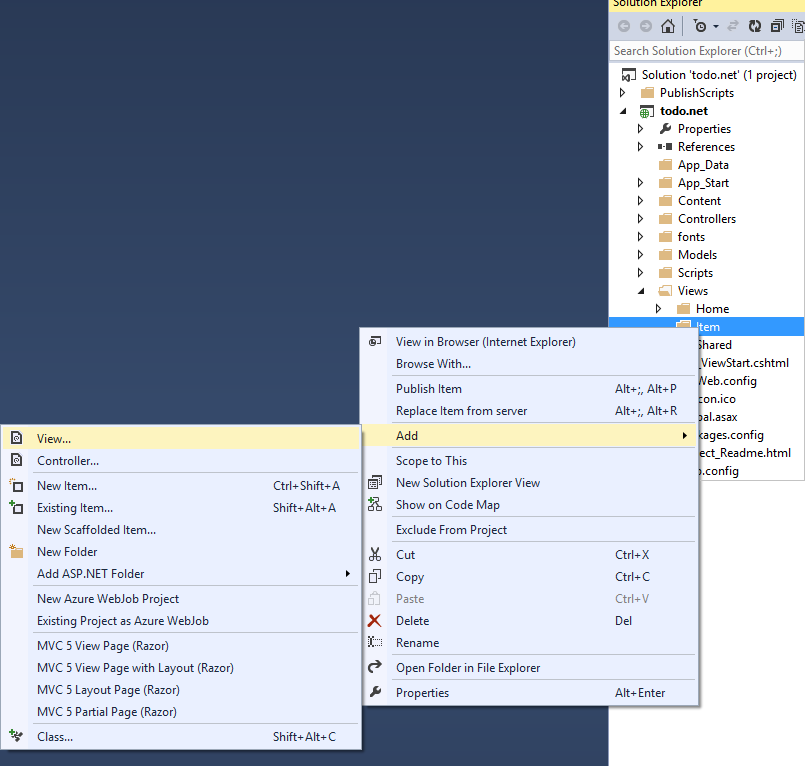 Solution Explorer
Search Solution Explorer (Ctrl+;)
Solution 'todo.net' (1 project)
PublishScripts
todo.net
Properties
References
App_Data
App_Start
Content
Controllers
fonts
Models
Scripts
Views
Home
Item
Shared
_ViewStart.cshtml
Web.config
con.ico
bal.asax
kages.config
ect_Readme.html
.config
View in Browser (Internet Explorer)
Browse With...
Publish Item Alt+;, Alt+P
Replace Item from server Alt+;, Alt+R
Add
Scope to This
New Solution Explorer View
Show on Code Map
Exclude From Project
Cut Ctrl+X
Copy Ctrl+C
Paste Ctrl+V
Delete Del
Rename
Open Folder in File Explorer
Properties Alt+Enter
View...
Controller...
New Item... Ctrl+Shift+A
Existing Item... Shift+Alt+A
New Scaffolded Item...
New Folder
Add ASP.NET Folder
New Azure WebJob Project
Existing Project as Azure WebJob
MVC 5 View Page (Razor)
MVC 5 View Page with Layout (Razor)
MVC 5 Layout Page (Razor)
MVC 5 Partial Page (Razor)
Class... Shift+Alt+C